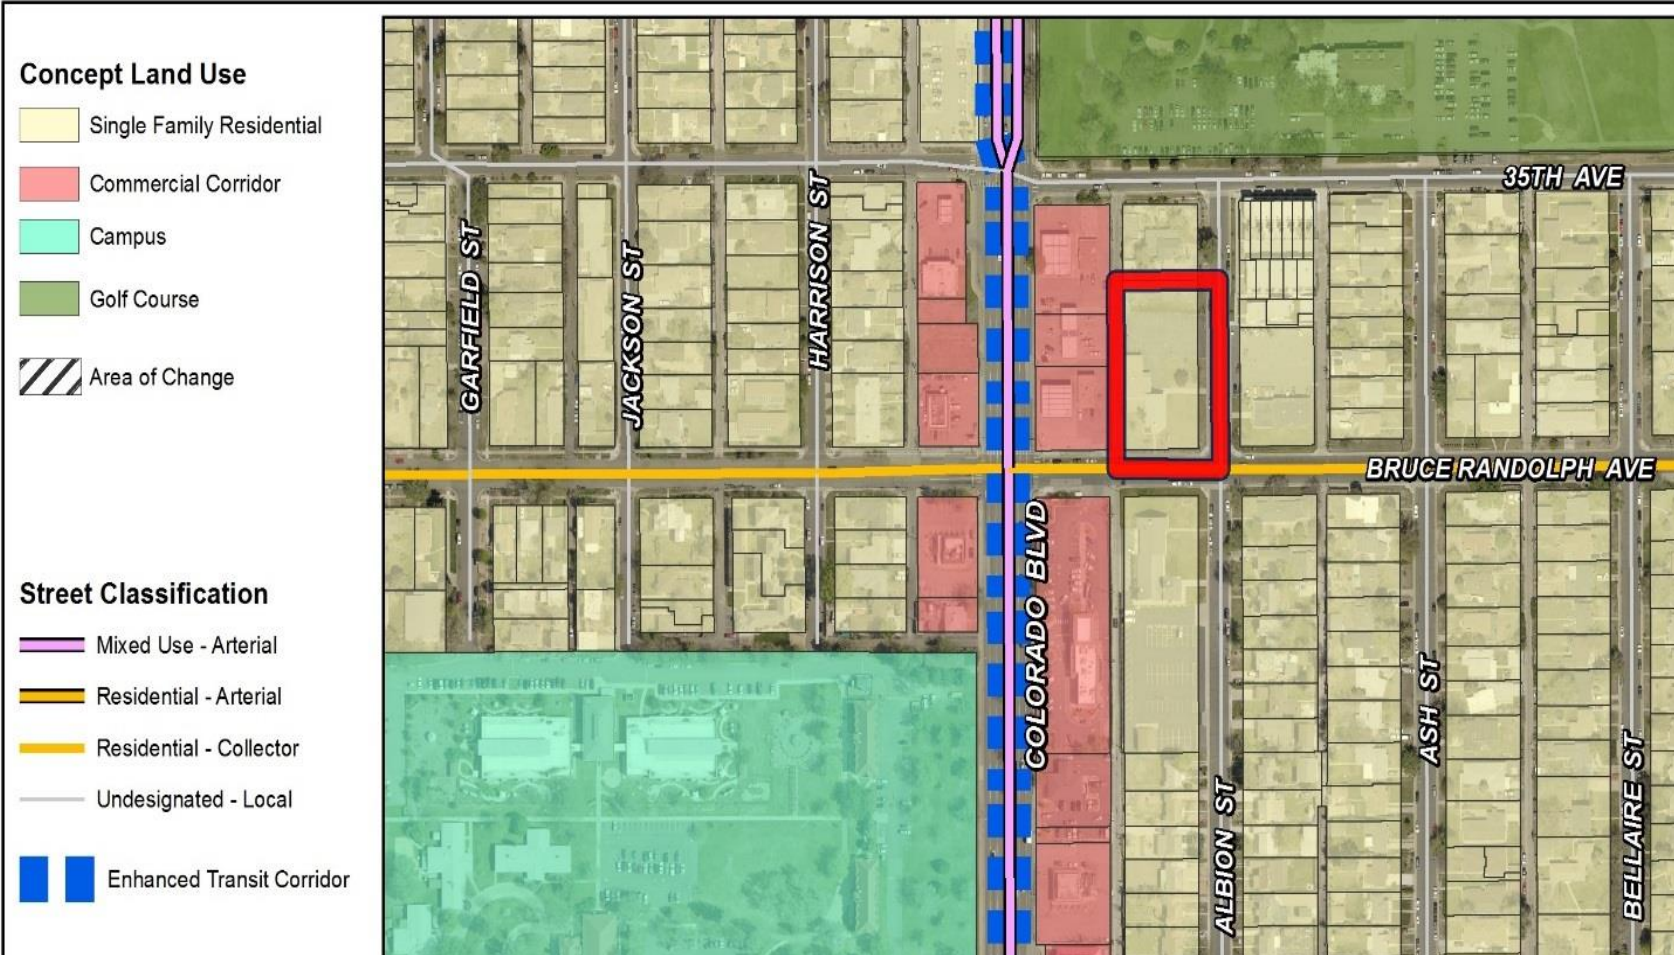 Concept Land Use
Single Family Residential
Commercial Corridor
Campus
Golf Course
Area of Change
Street Classification
Mixed Use - Arterial
Residential - Arterial
Residential - Collector
Undesignated - Local
Enhanced Transit Corridor
35TH AVE
GARFIELD ST
JACKSON ST
HARRISON ST
BRUCE RANDOLPH AVE
COLORADO BLVD
ALBION ST
ASH ST
BELLAIRE ST